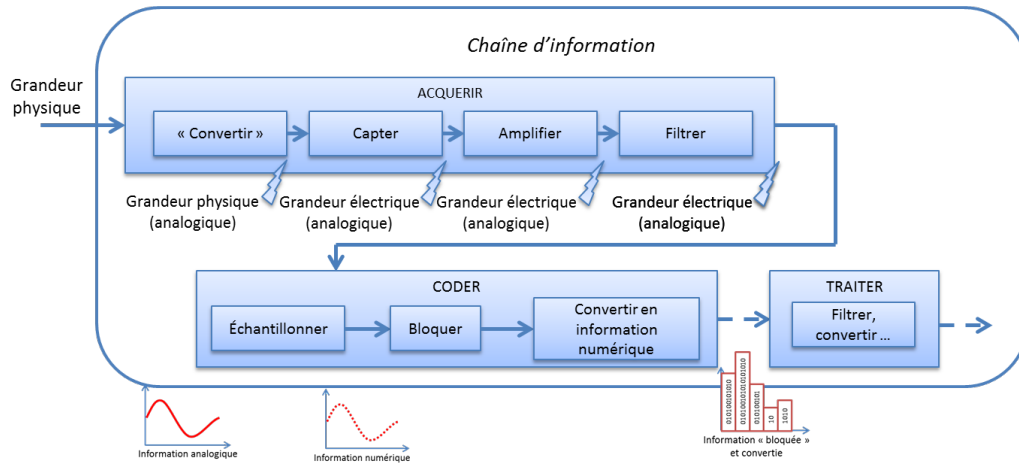 Chaîne d'information
Grandeur
physique
ACQUERIR
« Convertir »
Capter
Amplifier
Filtrer
Grandeur physique
(analogique)
Grandeur électrique
(analogique)
Grandeur électrique
(analogique)
Grandeur électrique
(analogique)
CODER
Échantillonner
Bloquer
Convertir en
information
numérique
TRAITER
Filtrer,
convertir ...
Information analogique
Information numérique
10
1010
Information « bloquée »
et convertie